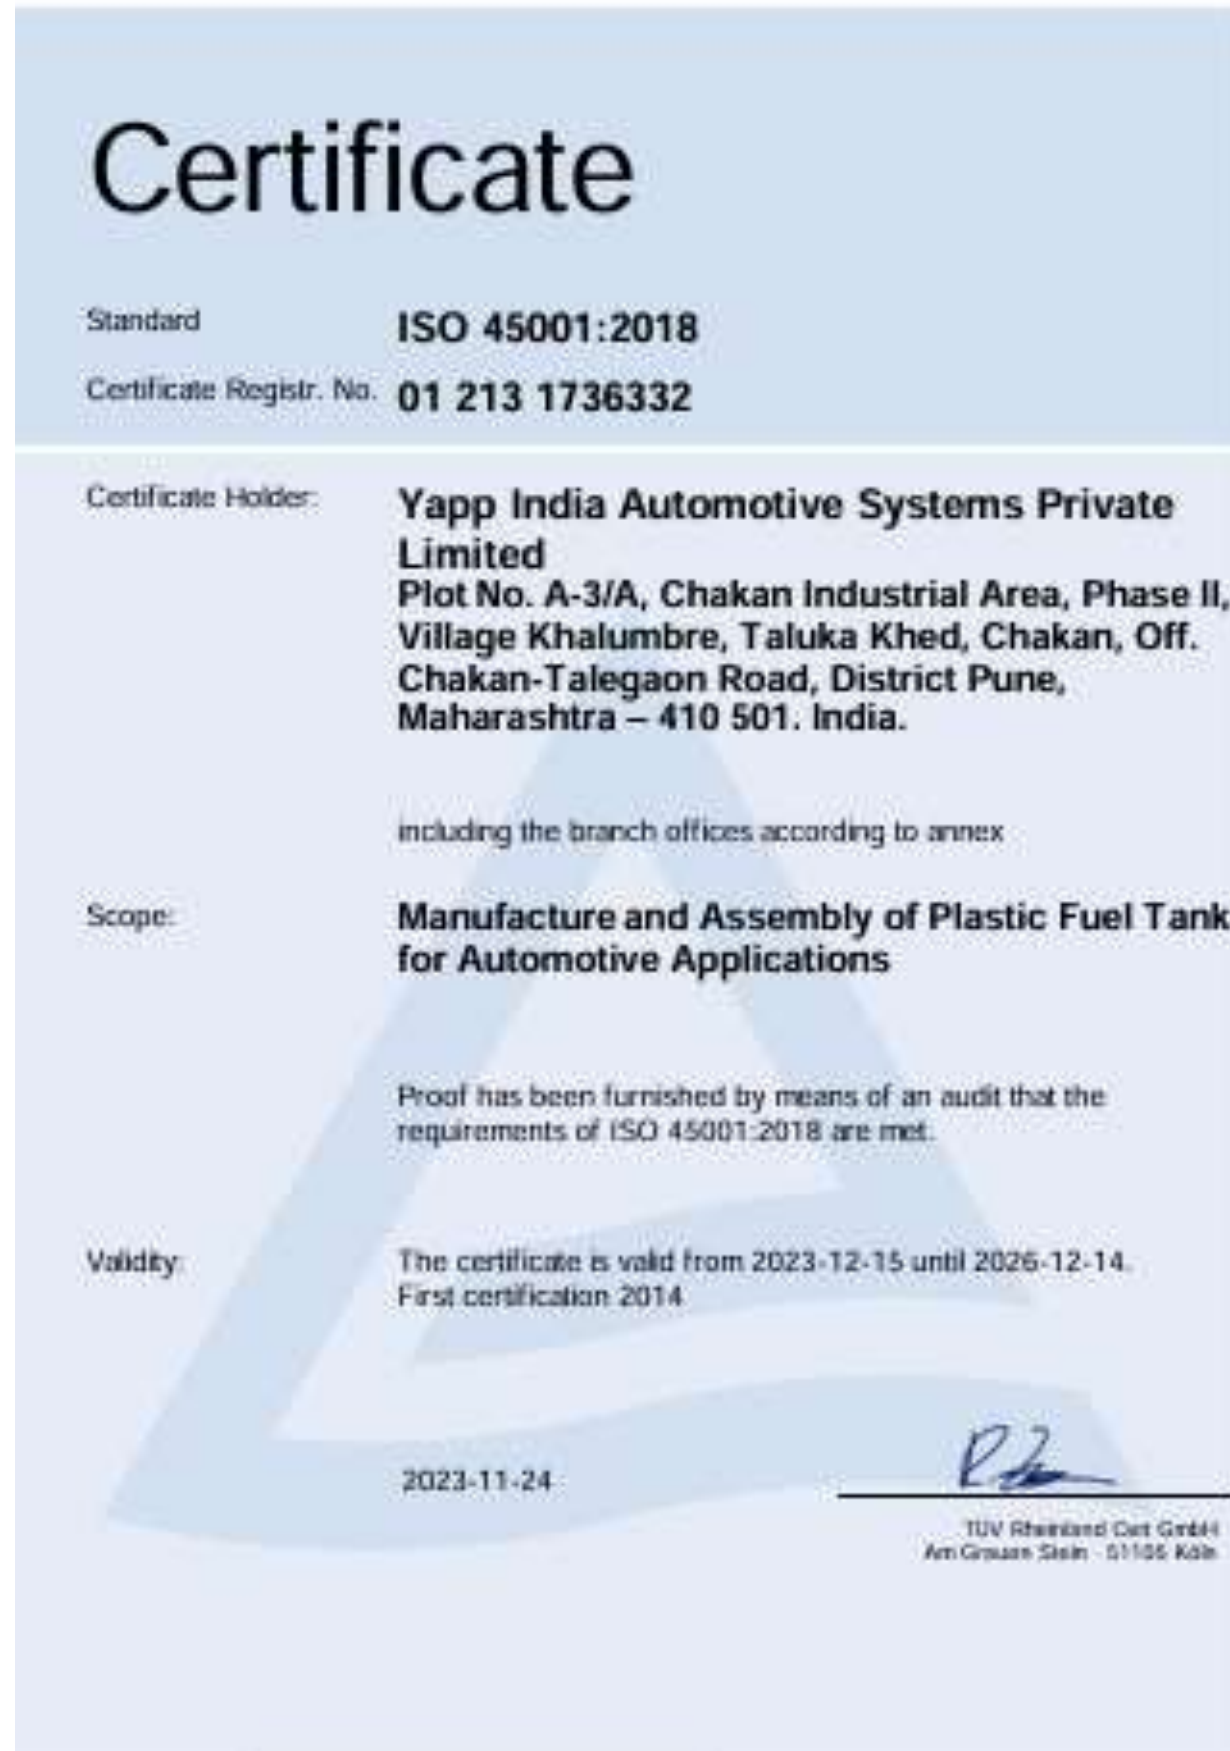 Certificate
Standard ISO 45001:2018
Certificate Registr. No. 01 213 1736332
Certificate Holder: Yapp India Automotive Systems Private
Limited
Plot No. A-3/A, Chakan Industrial Area, Phase II,
Village Khalumbre, Taluka Khed, Chakan, Off.
Chakan-Talegaon Road, District Pune,
Maharashtra – 410 501. India.
including the branch offices according to annex
Scope: Manufacture and Assembly of Plastic Fuel Tank
for Automotive Applications
Proof has been furnished by means of an audit that the
requirements of ISO 45001:2018 are met.
Validity: The certificate is valid from 2023-12-15 until 2026-12-14.
First certification 2014
2023-11-24
TÜV Rheinland Cert GmbH
Am Grauen Stein · 51105 Köln